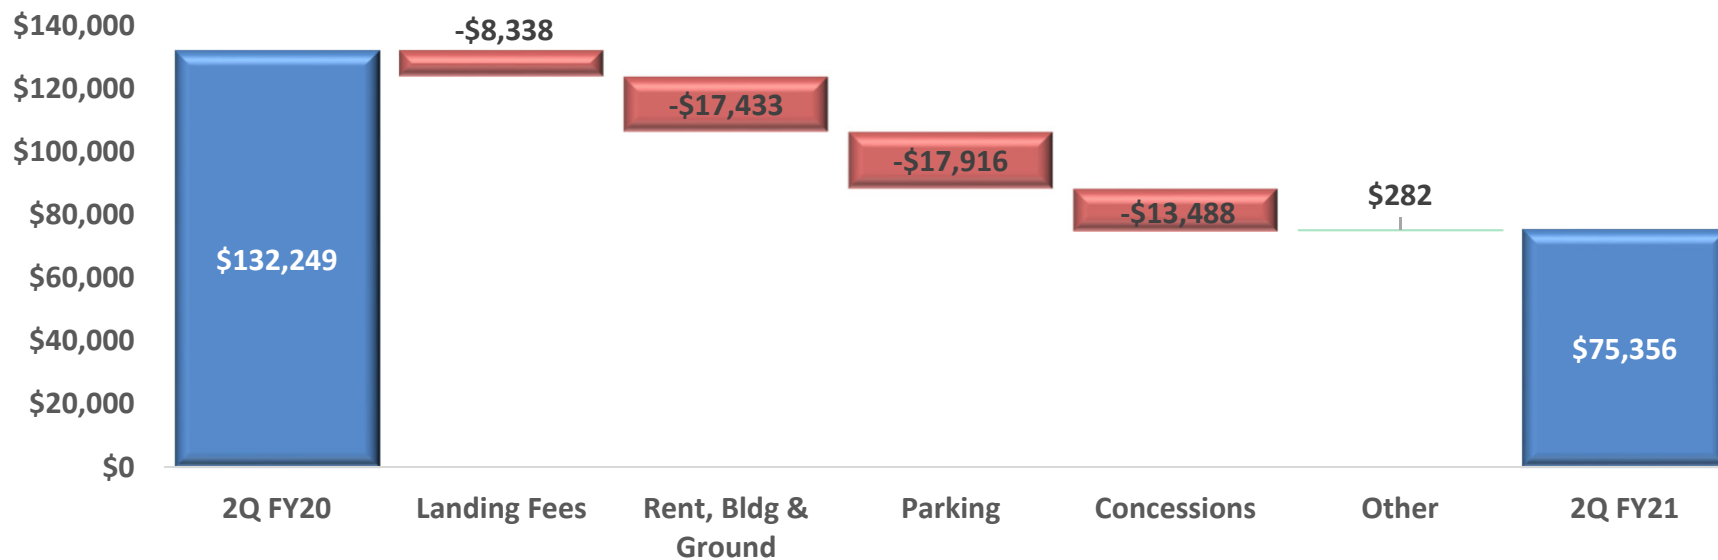 $140,000
$120,000
$100,000
$80,000
$60,000
$40,000
$20,000
$0
-$8,338
-$17,433
-$17,916
-$13,488
$282
$132,249
$75,356
2Q FY20
Landing Fees
Rent, Bldg &
Ground
Parking
Concessions
Other
2Q FY21